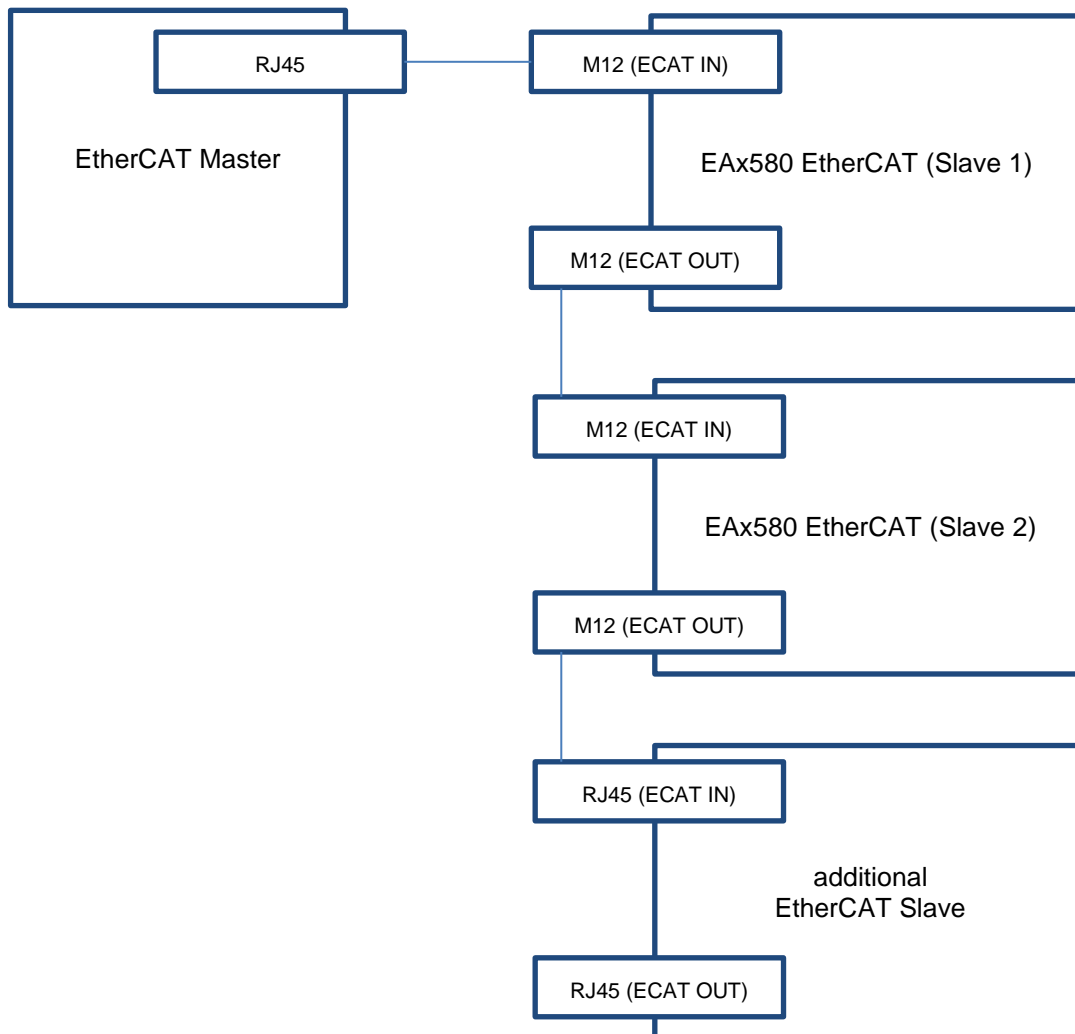 RJ45
M12 (ECAT IN)
EtherCAT Master
EAx580 EtherCAT (Slave 1)
M12 (ECAT OUT)
M12 (ECAT IN)
EAx580 EtherCAT (Slave 2)
M12 (ECAT OUT)
RJ45 (ECAT IN)
additional
EtherCAT Slave
RJ45 (ECAT OUT)